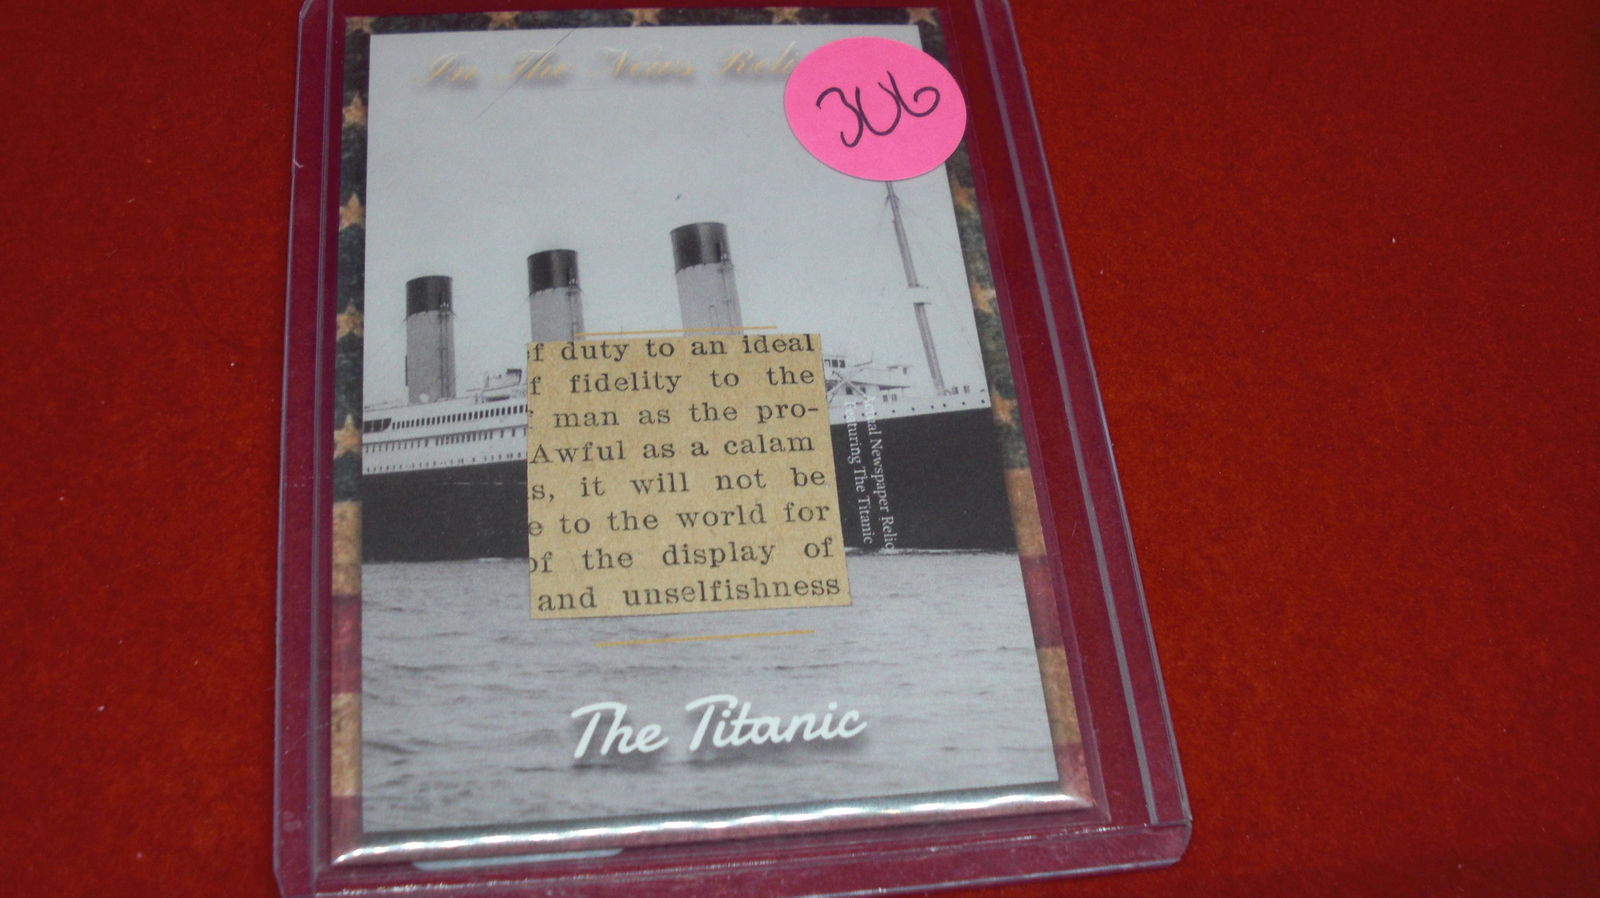 In The News Reli
306
f duty to an ideal
f fidelity to the
man as the pro-
Awful as a calam
s, it will not be
e to the world for
of the display of
and unselfishness
Actual Newspaper Relic
Featuring The Titanic
The Titanic